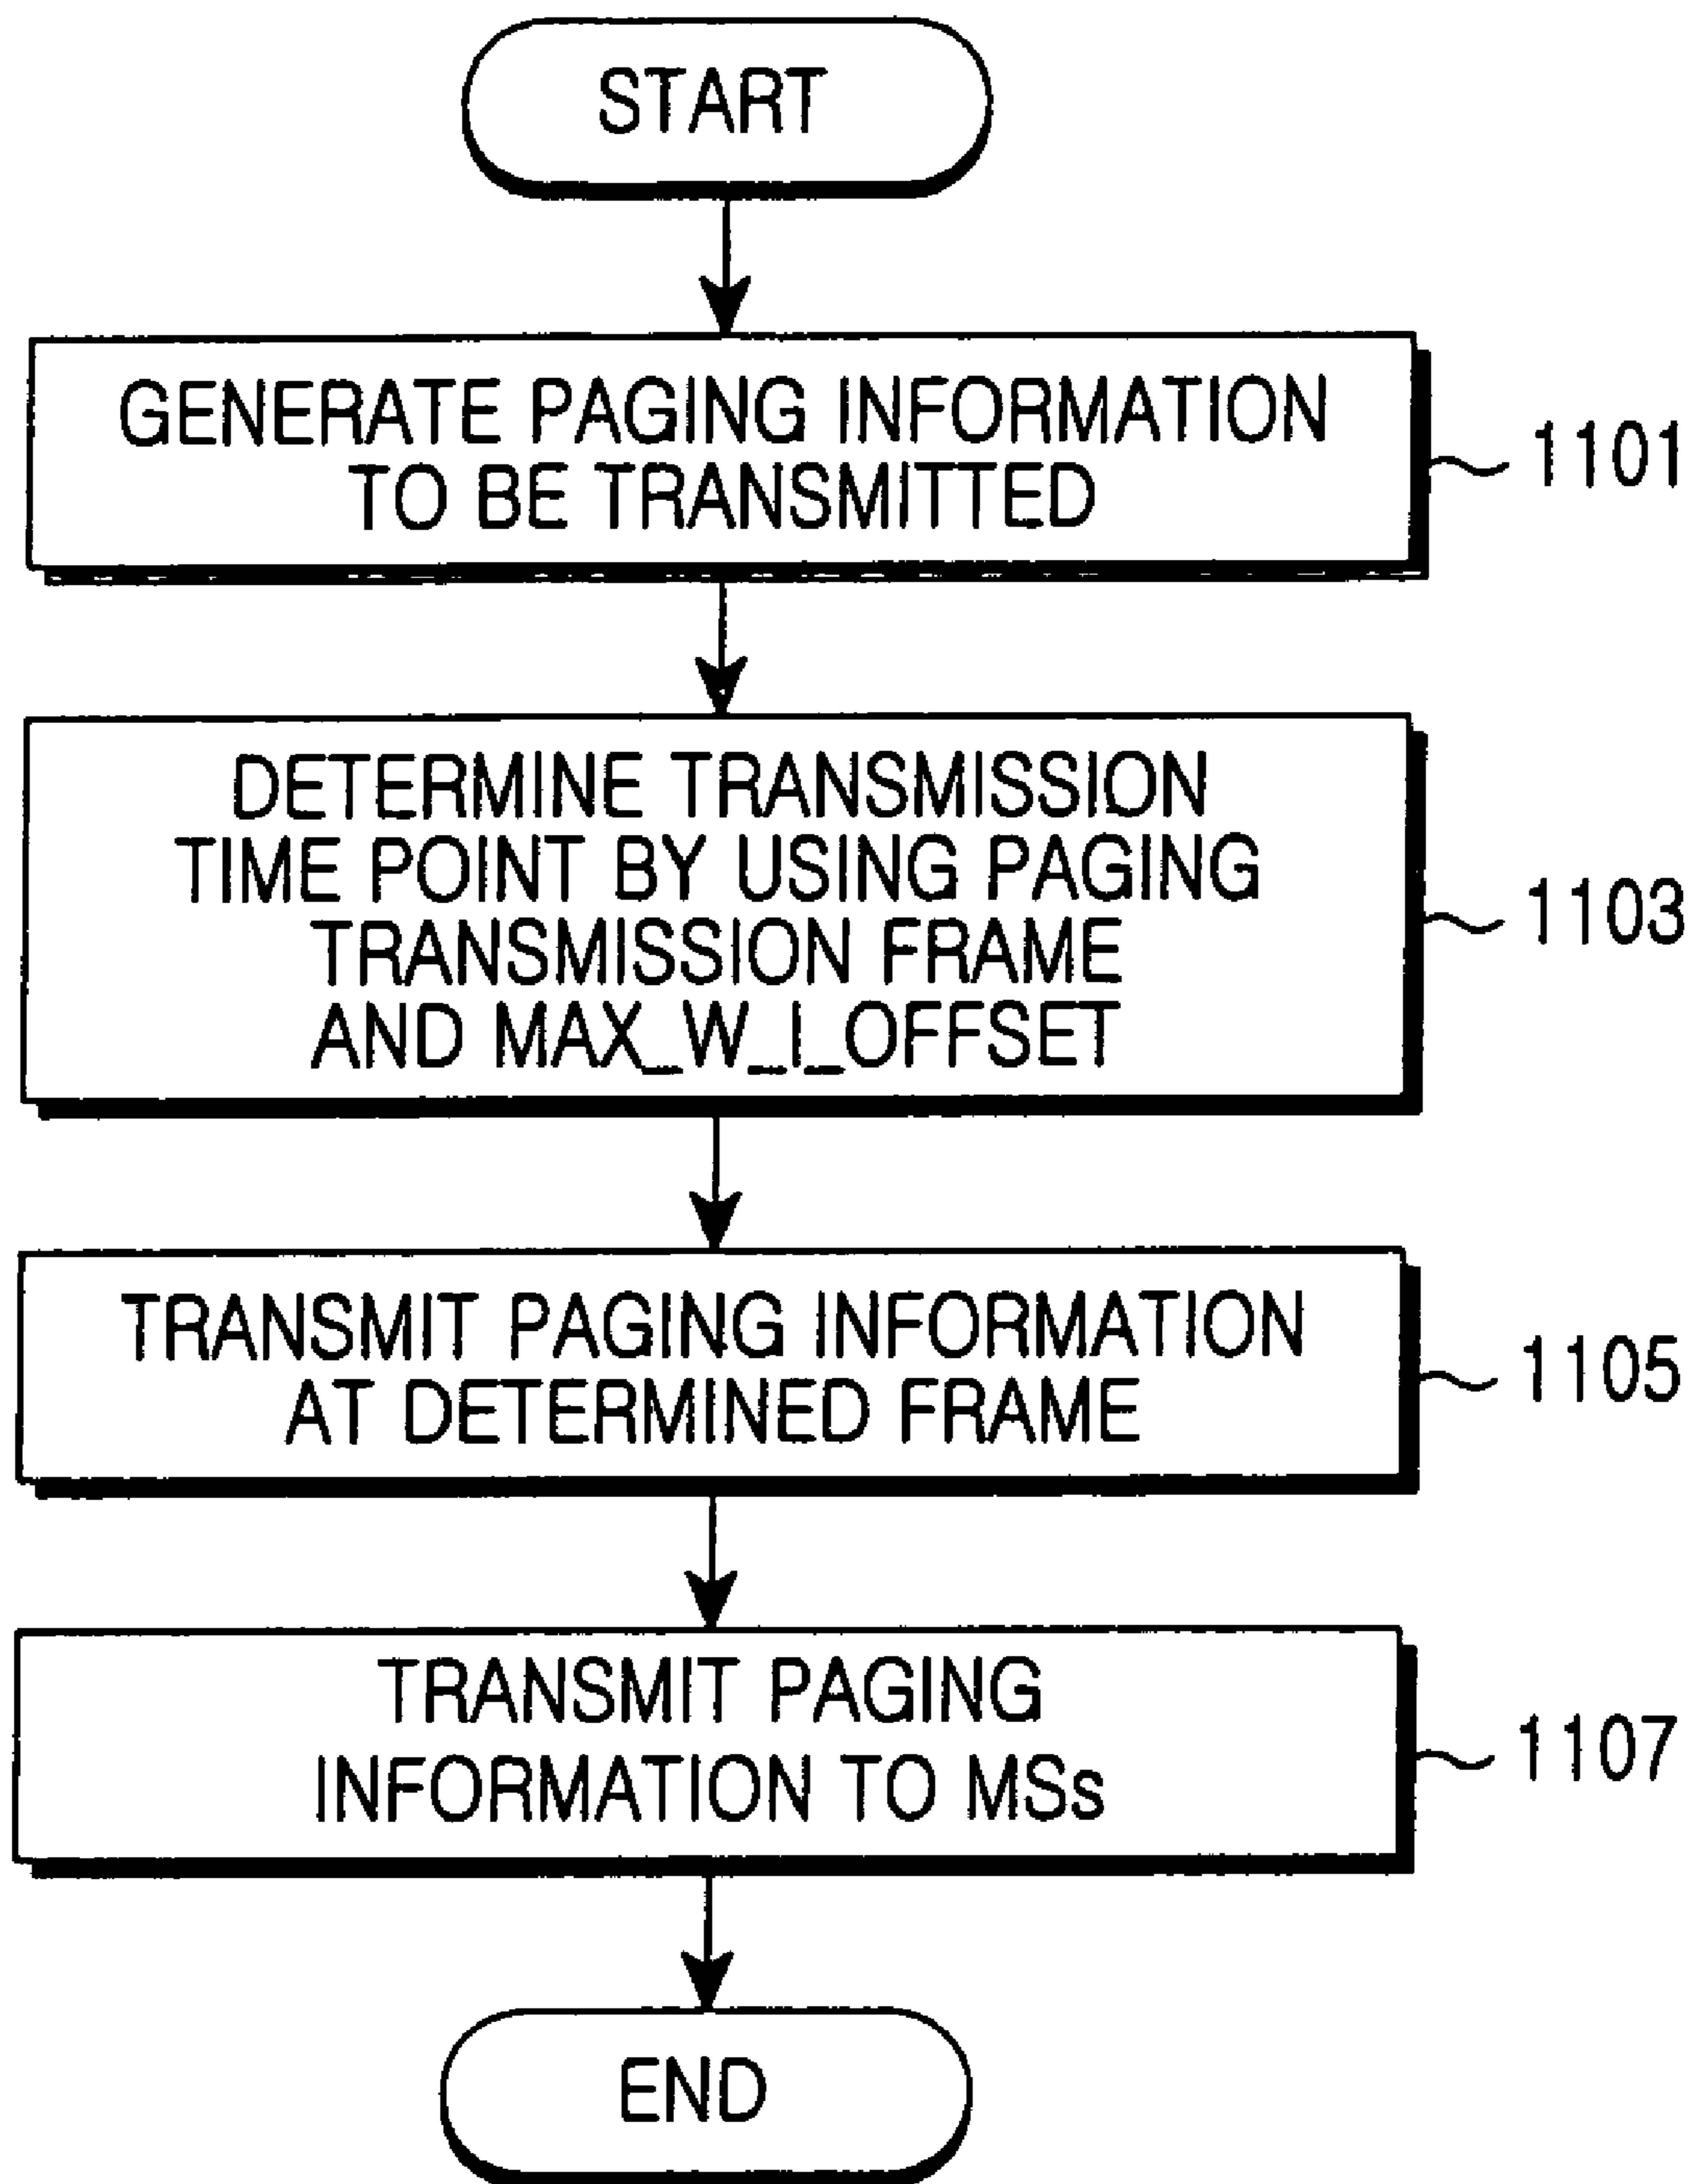 START
GENERATE PAGING INFORMATION
TO BE TRANSMITTED
1101
DETERMINE TRANSMISSION
TIME POINT BY USING PAGING
TRANSMISSION FRAME
AND MAX_W_I_OFFSET
1103
TRANSMIT PAGING INFORMATION
AT DETERMINED FRAME
1105
TRANSMIT PAGING
INFORMATION TO MSs
1107
END